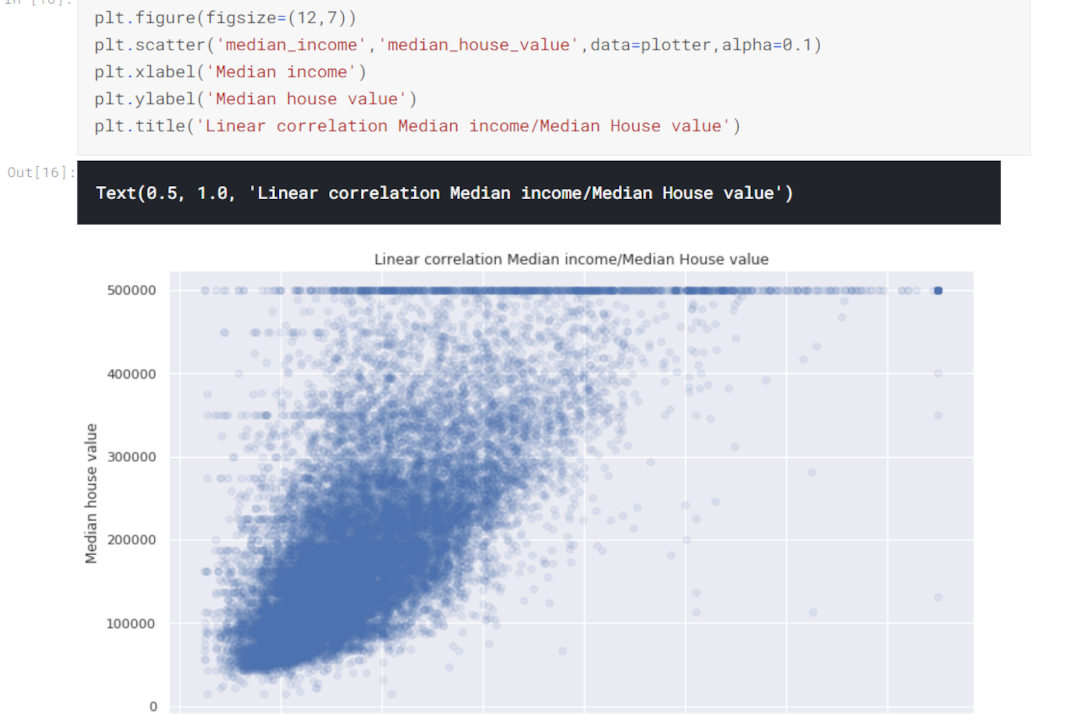 In [16]:
plt.figure(figsize=(12,7))
plt.scatter('median_income','median_house_value',data=plotter,alpha=0.1)
plt.xlabel('Median income')
plt.ylabel('Median house value')
plt.title('Linear correlation Median income/Median House value')
Out[16]:
Text(0.5, 1.0, 'Linear correlation Median income/Median House value')
Linear correlation Median income/Median House value
500000
400000
300000
200000
100000
0
Median house value